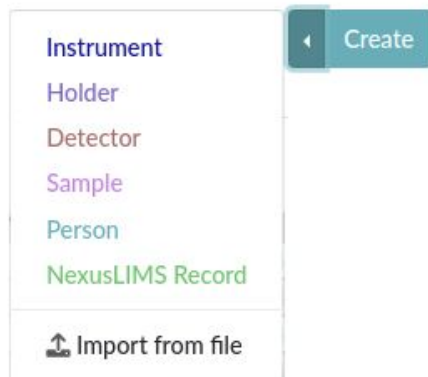 Create
Instrument
Holder
Detector
Sample
Person
NexusLIMS Record
Import from file